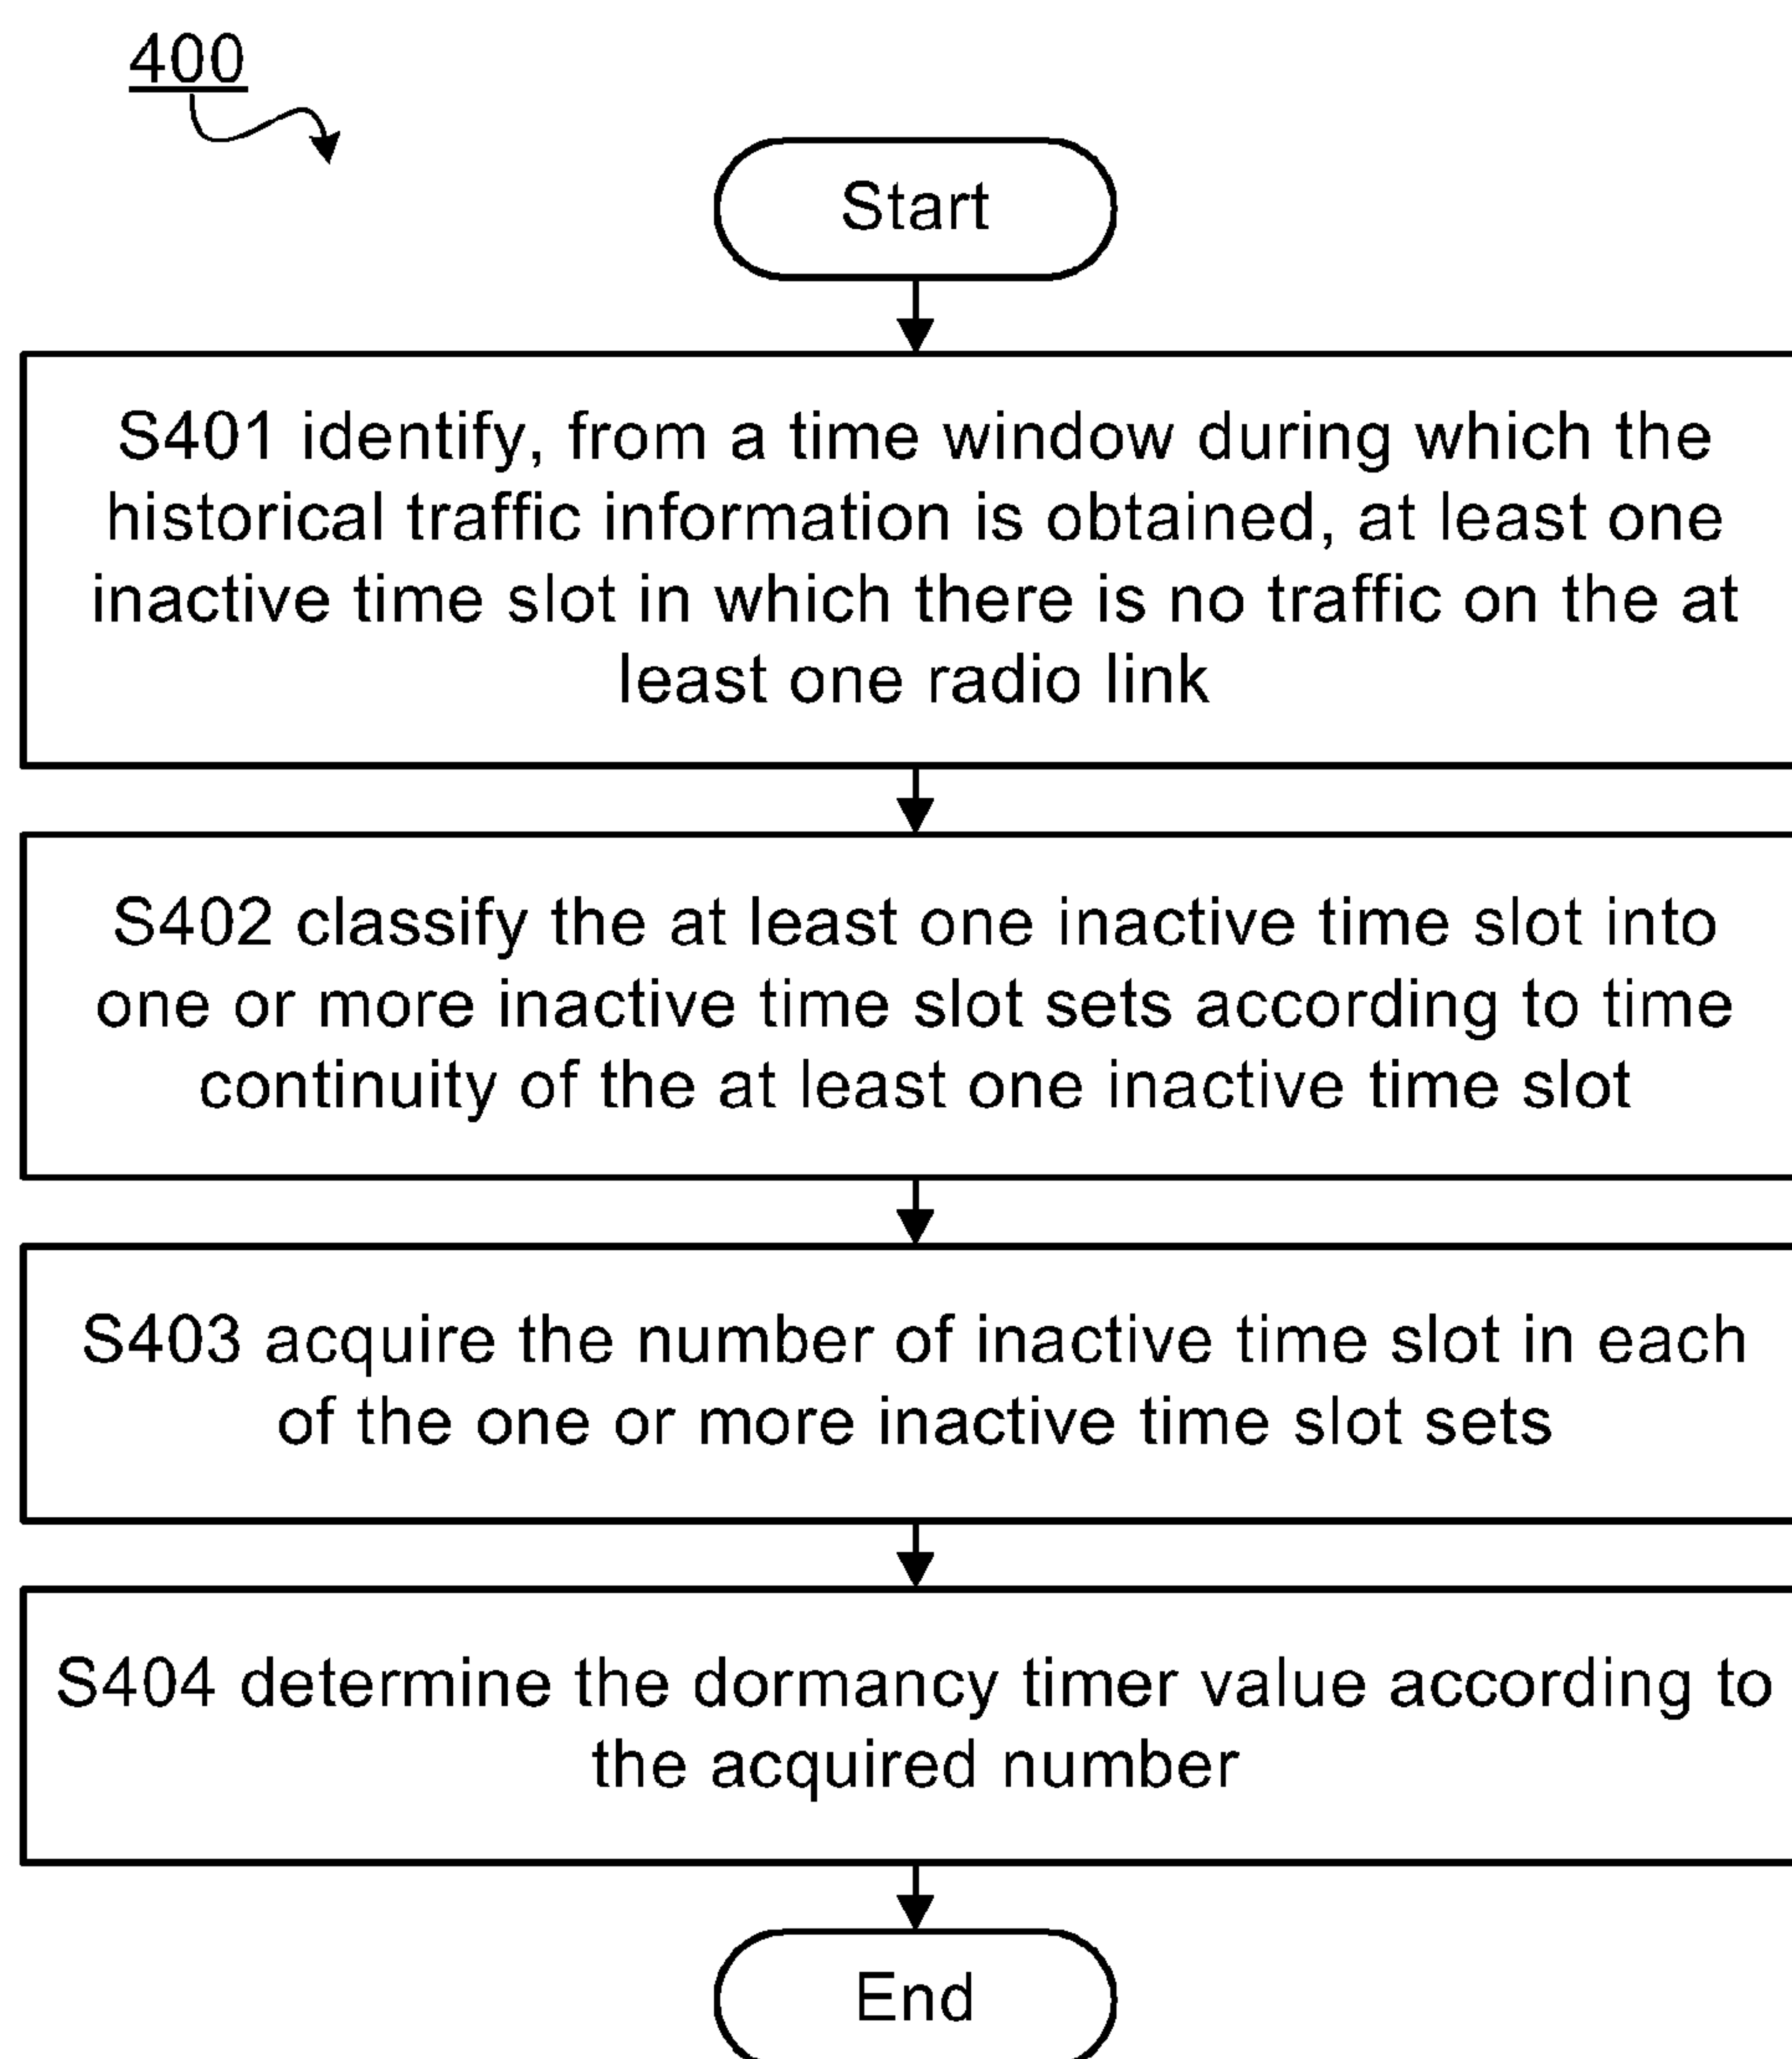 400
Start
S401 identify, from a time window during which the
historical traffic information is obtained, at least one
inactive time slot in which there is no traffic on the at
least one radio link
S402 classify the at least one inactive time slot into
one or more inactive time slot sets according to time
continuity of the at least one inactive time slot
S403 acquire the number of inactive time slot in each
of the one or more inactive time slot sets
S404 determine the dormancy timer value according to
the acquired number
End